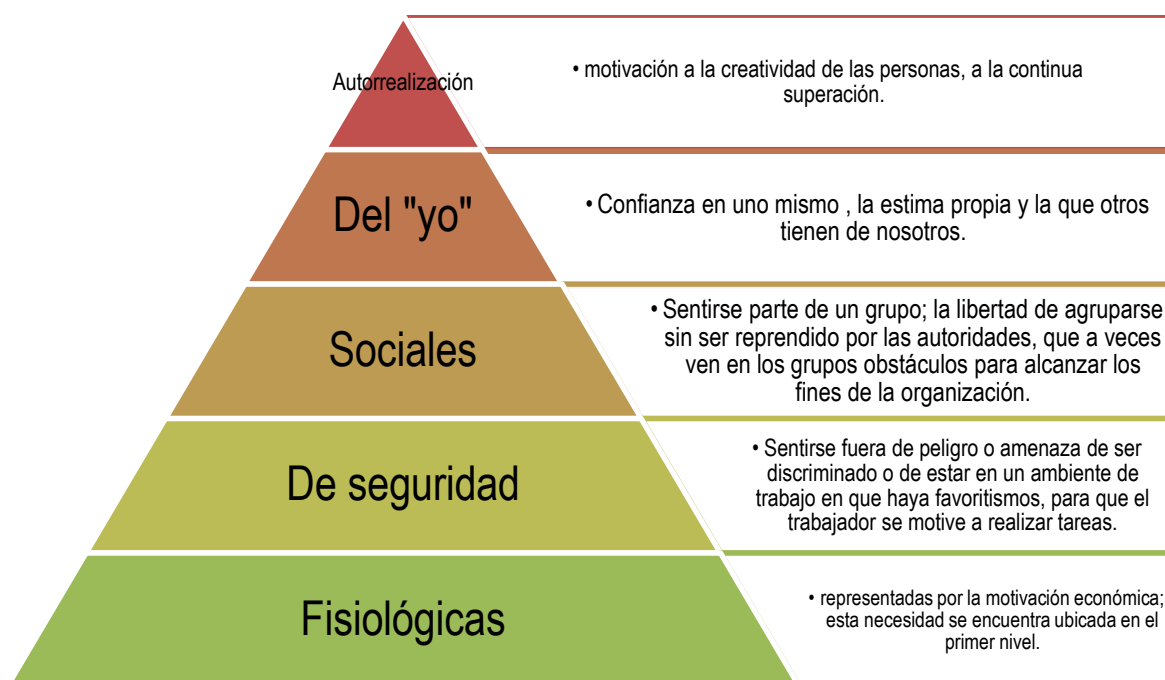 Autorrealización
• motivación a la creatividad de las personas, a la continua
superación.
Del "yo"
• Confianza en uno mismo , la estima propia y la que otros
tienen de nosotros.
Sociales
• Sentirse parte de un grupo; la libertad de agruparse
sin ser reprendido por las autoridades, que a veces
ven en los grupos obstáculos para alcanzar los
fines de la organización.
De seguridad
• Sentirse fuera de peligro o amenaza de ser
discriminado o de estar en un ambiente de
trabajo en que haya favoritismos, para que el
trabajador se motive a realizar tareas.
Fisiológicas
• representadas por la motivación económica;
esta necesidad se encuentra ubicada en el
primer nivel.